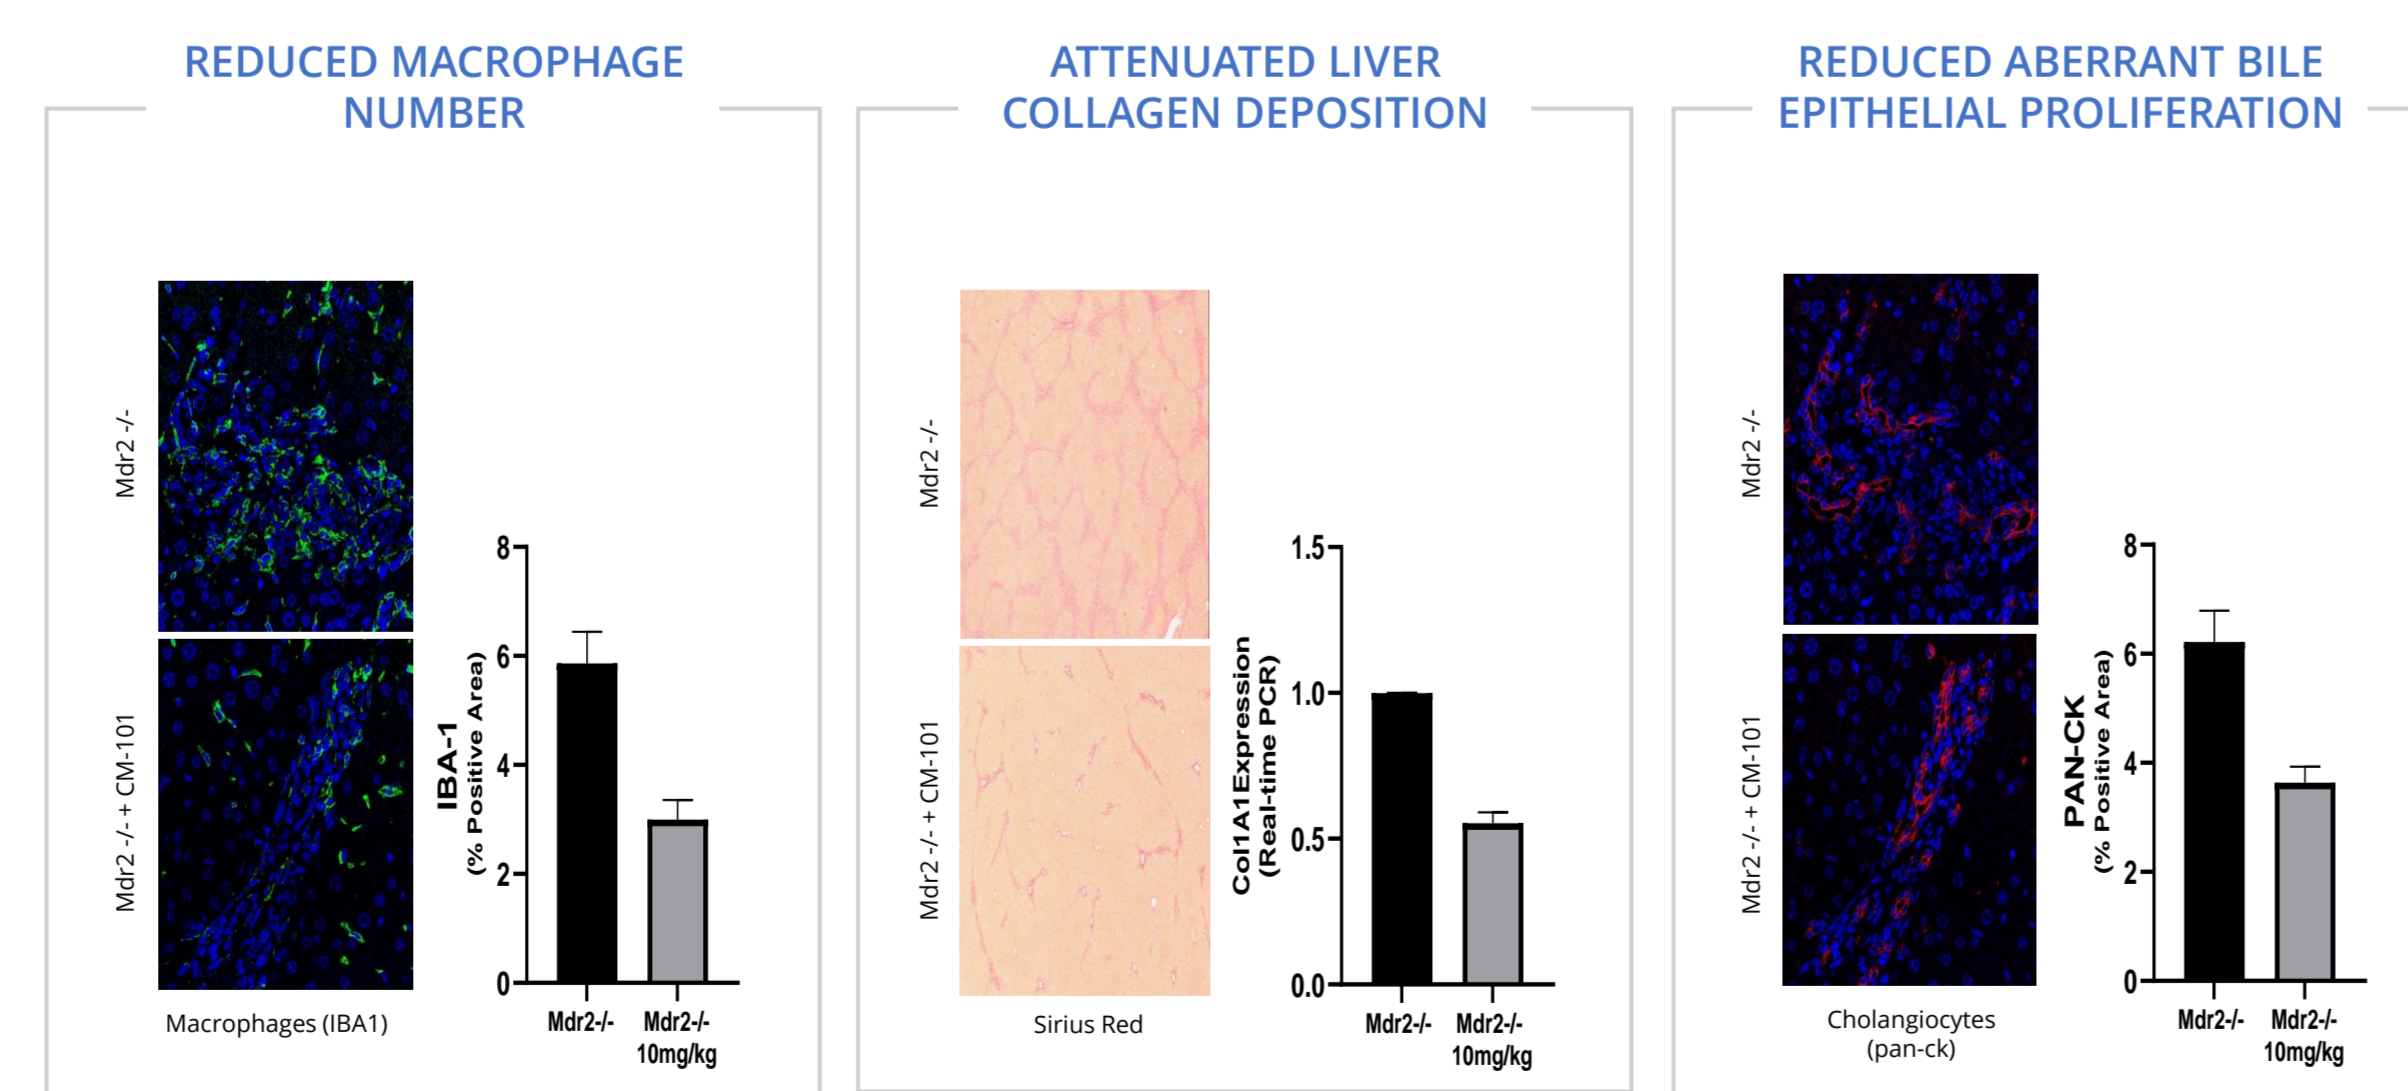 REDUCED MACROPHAGE
NUMBER
Mdr2 -/-
Mdr2 -/- + CM-101
Macrophages (IBA1)
IBA-1
(% Positive Area)
8
6
4
2
0
Mdr2-/-
Mdr2-/-
10mg/kg
ATTENUATED LIVER
COLLAGEN DEPOSITION
Mdr2 -/-
Mdr2 -/- + CM-101
Sirius Red
Col1A1Expression
(Real-time PCR)
1.5
1.0
0.5
0.0
Mdr2-/-
Mdr2-/-
10mg/kg
REDUCED ABERRANT BILE
EPITHELIAL PROLIFERATION
Mdr2 -/-
Mdr2 -/- + CM-101
Cholangiocytes
(pan-ck)
PAN-CK
(% Positive Area)
8
6
4
2
0
Mdr2-/-
Mdr2-/-
10mg/kg